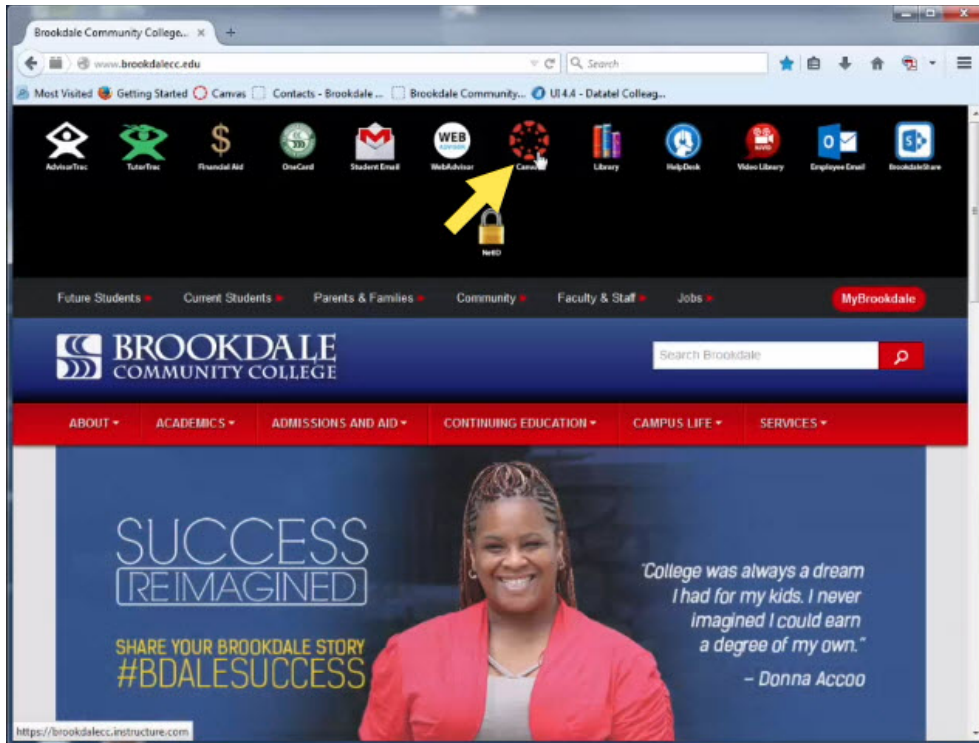 Brookdale Community College...
www.brookdalecc.edu
Search
Most Visited
Getting Started
Canvas
Contacts - Brookdale ...
Brookdale Community...
UI 4.4 - Datatel Colleag...
AdvisorTrac
TutorTrac
Financial Aid
OneCard
Student Email
WEB
ADVISOR
WebAdvisor
Library
HelpDesk
Video Library
Employee Email
BrookdaleShare
NetID
Future Students
Current Students
Parents & Families
Community
Faculty & Staff
Jobs
MyBrookdale
BROOKDALE
COMMUNITY COLLEGE
Search Brookdale
ABOUT
ACADEMICS
ADMISSIONS AND AID
CONTINUING EDUCATION
CAMPUS LIFE
SERVICES
SUCCESS
REIMAGINED
SHARE YOUR BROOKDALE STORY
#BDALESUCCESS
"College was always a dream
I had for my kids. I never
imagined I could earn
a degree of my own."
– Donna Accoo
https://brookdalecc.instructure.com